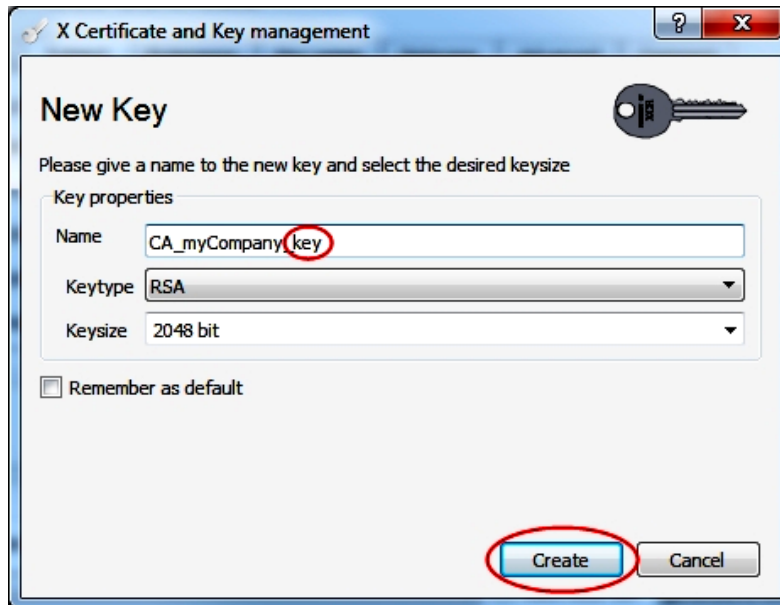 X Certificate and Key management
New Key
Please give a name to the new key and select the desired keysize
Key properties
Name CA_myCompany_key
Keytype RSA
Keysize 2048 bit
Remember as default
Create Cancel